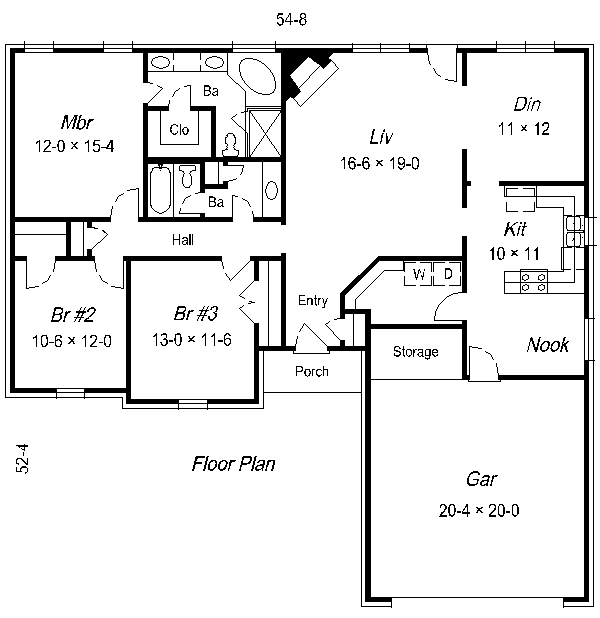 54-8
Ba
Mbr
12-0 × 15-4
Clo
Liv
16-6 × 19-0
Din
11 × 12
Ba
Hall
Kit
10 × 11
W D
Entry
Br #2
10-6 × 12-0
Br #3
13-0 × 11-6
Storage
Nook
Porch
52-4
Floor Plan
Gar
20-4 × 20-0